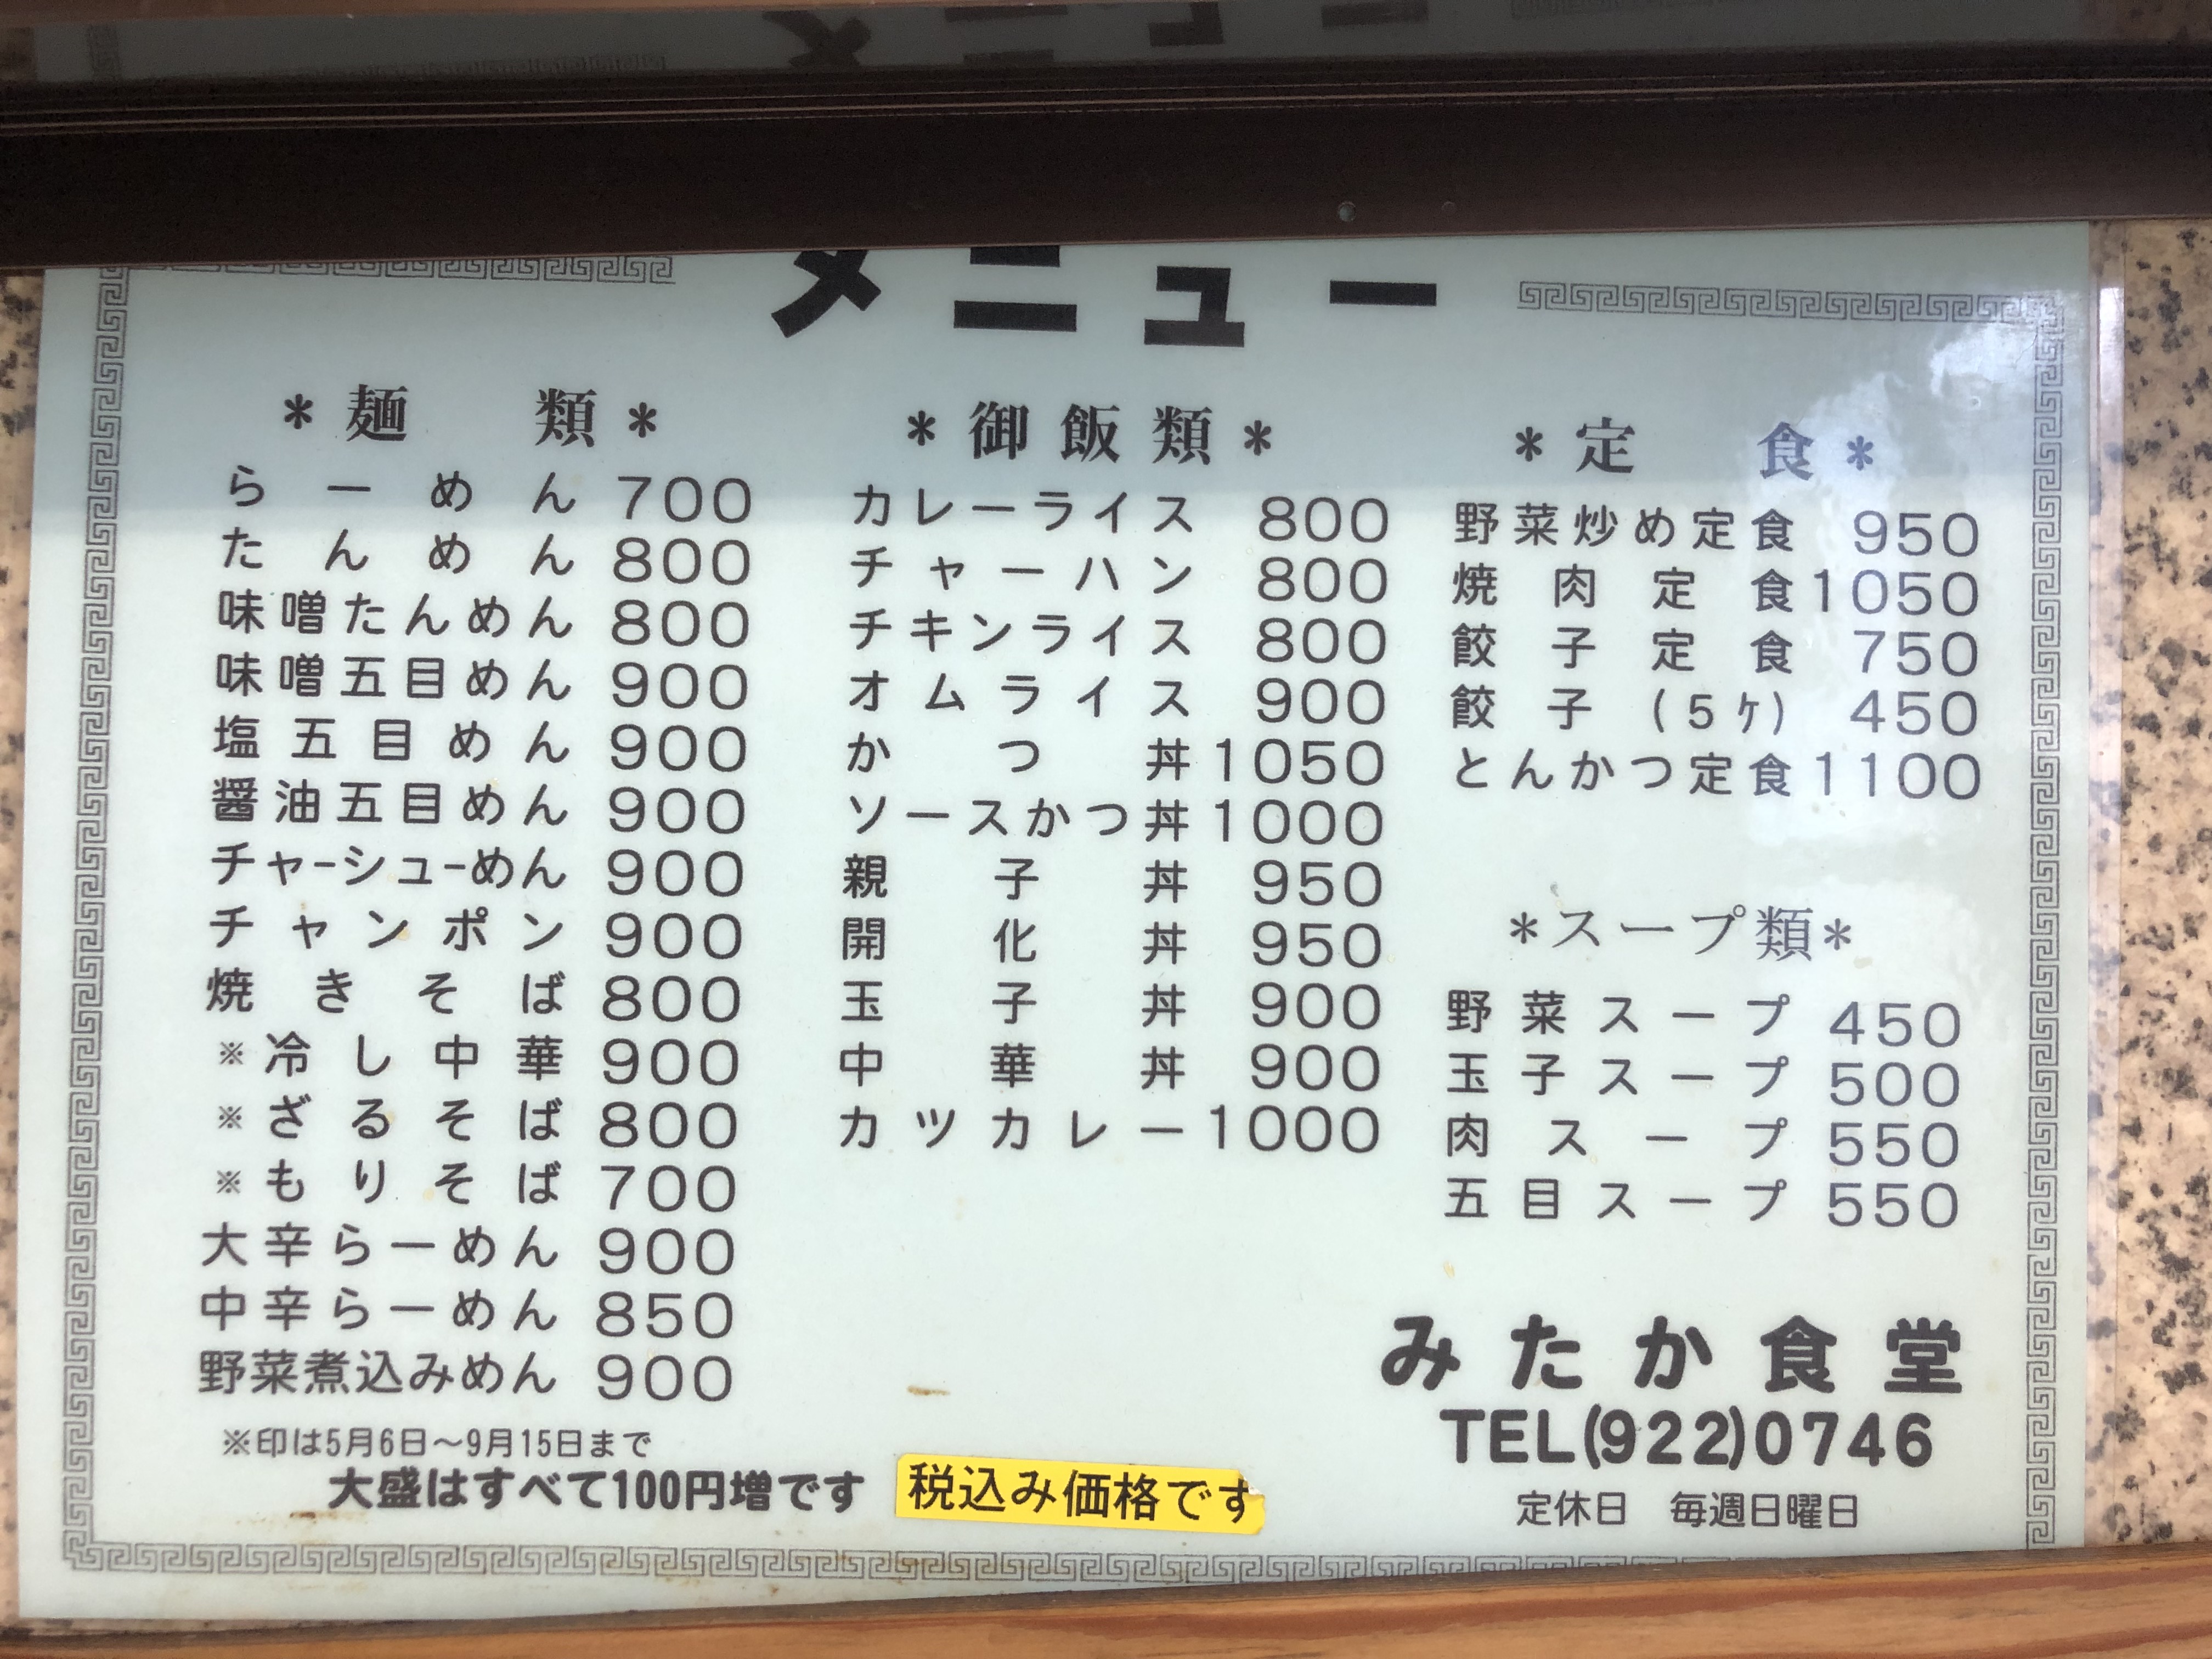 メニュー
＊麺類＊
らーめん 700
たんめん 800
味噌たんめん 800
味噌五目めん 900
塩五目めん 900
醤油五目めん 900
チャーシューめん 900
チャンポン 900
焼きそば 800
※冷し中華 900
※ざるそば 800
※もりそば 700
大辛らーめん 900
中辛らーめん 850
野菜煮込みめん 900
※印は5月6日～9月15日まで
大盛はすべて100円増です
税込み価格です
＊御飯類＊
カレーライス 800
チャーハン 800
チキンライス 800
オムライス 900
かつ丼 1050
ソースかつ丼 1000
親子丼 950
開化丼 950
玉子丼 900
中華丼 900
カツカレー 1000
＊定食＊
野菜炒め定食 950
焼肉定食 1050
餃子定食 750
餃子(5ヶ) 450
とんかつ定食 1100
＊スープ類＊
野菜スープ 450
玉子スープ 500
肉スープ 550
五目スープ 550
みたか食堂
TEL(922)0746
定休日 毎週日曜日